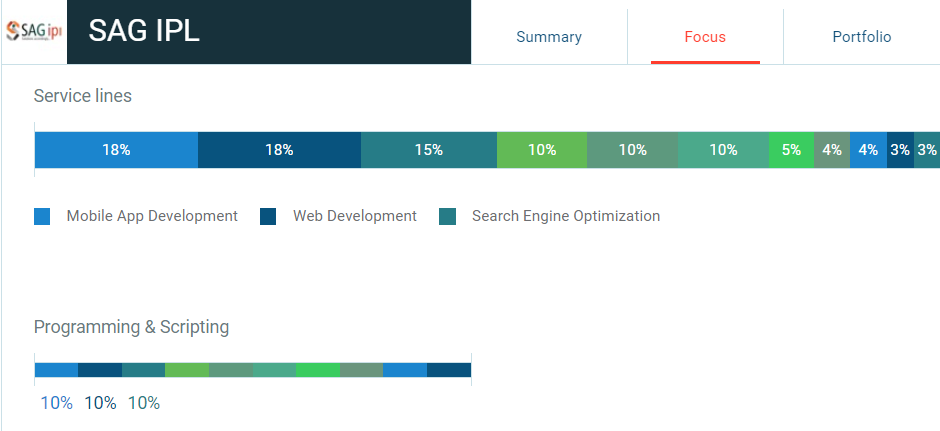 SAG ipl
SAG IPL
Summary
Focus
Portfolio
Service lines
18% 18% 15% 10% 10% 10% 5% 4% 4% 3% 3%
Mobile App Development Web Development Search Engine Optimization
Programming & Scripting
10% 10% 10%